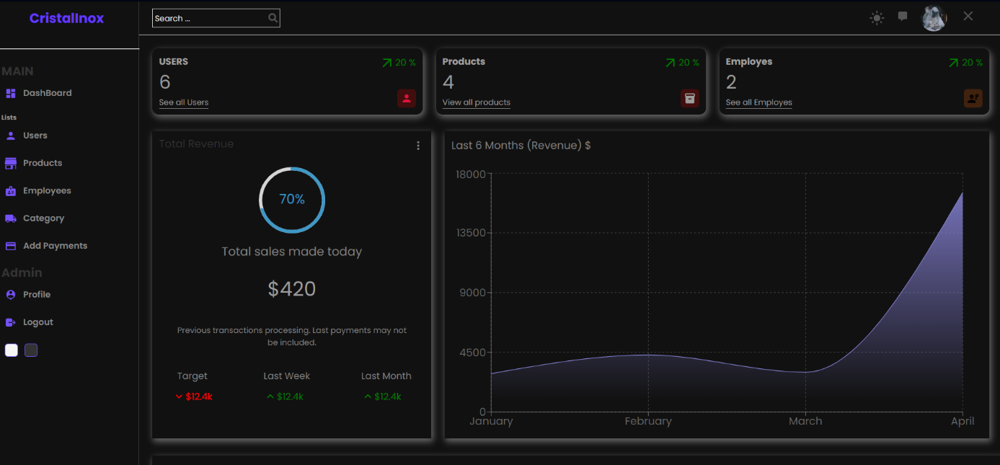 CristalInox
Search ...
MAIN
DashBoard
Lists
Users
Products
Employees
Category
Add Payments
Admin
Profile
Logout
USERS
20 %
6
See all Users
Products
20 %
4
View all products
Employes
20 %
2
See all Employes
Total Revenue
70%
Total sales made today
$420
Previous transactions processing. Last payments may not
be included.
Target
Last Week
Last Month
$12.4k
$12.4k
$12.4k
Last 6 Months (Revenue) $
18000
13500
9000
4500
0
January
February
March
April